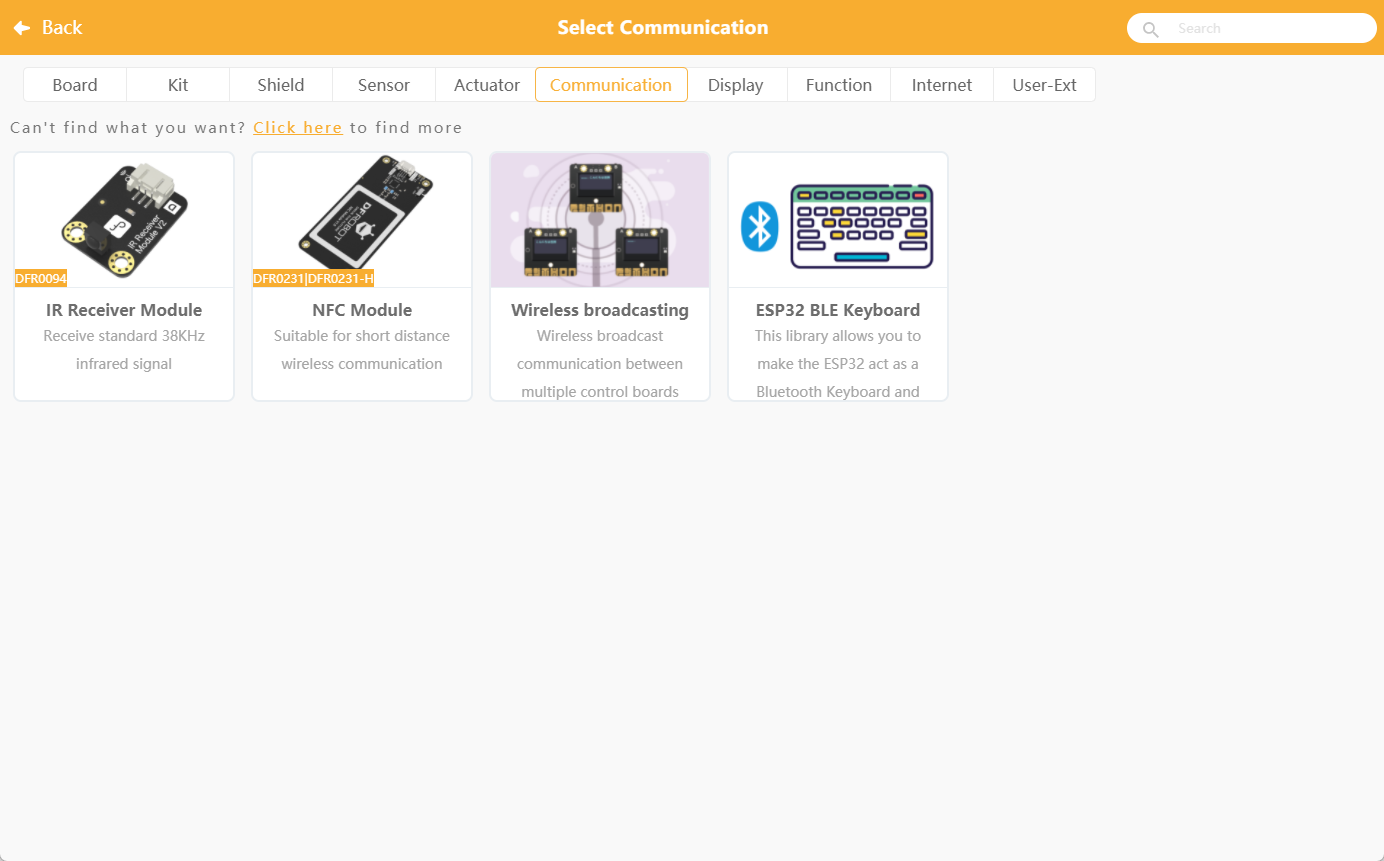 Back
Select Communication
Search
Board
Kit
Shield
Sensor
Actuator
Communication
Display
Function
Internet
User-Ext
Can't find what you want? Click here to find more
IR Receiver
Module V2
DFR0094
IR Receiver Module
Receive standard 38KHz
infrared signal
DFROBOT
DFR0231|DFR0231-H
NFC Module
Suitable for short distance
wireless communication
Wireless broadcasting
Wireless broadcast
communication between
multiple control boards
ESP32 BLE Keyboard
This library allows you to
make the ESP32 act as a
Bluetooth Keyboard and